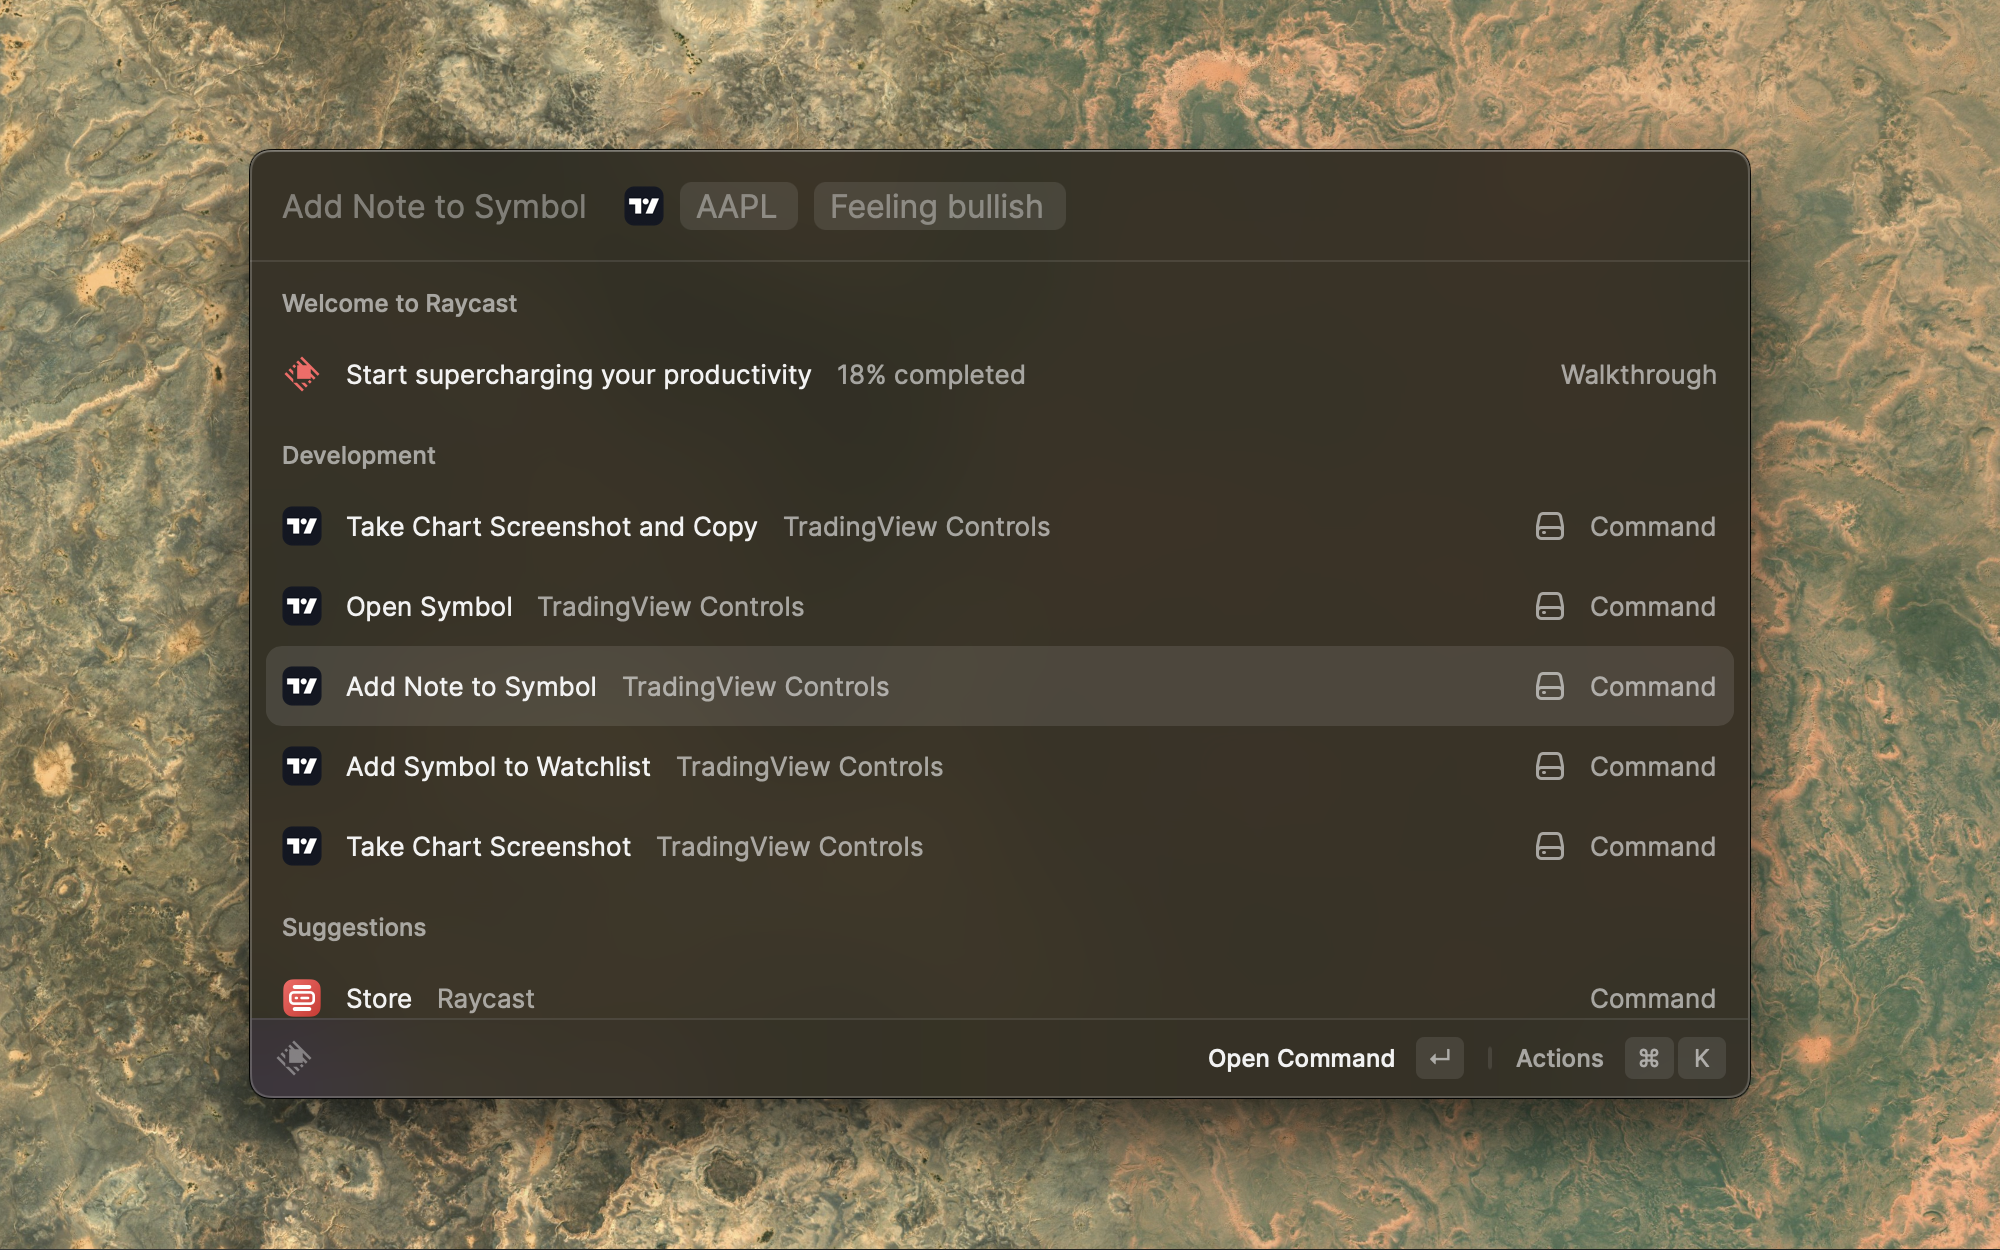 Add Note to Symbol AAPL Feeling bullish
Welcome to Raycast
Start supercharging your productivity 18% completed Walkthrough
Development
Take Chart Screenshot and Copy TradingView Controls Command
Open Symbol TradingView Controls Command
Add Note to Symbol TradingView Controls Command
Add Symbol to Watchlist TradingView Controls Command
Take Chart Screenshot TradingView Controls Command
Suggestions
Store Raycast Command
Open Command ↵ Actions ⌘ K